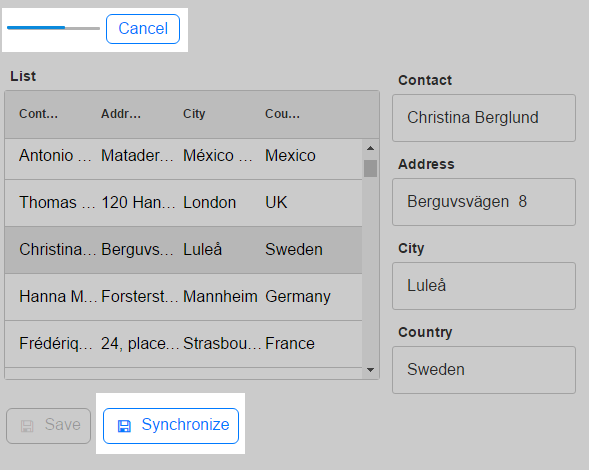 Cancel
List
Cont… Addr… City Cou…
Antonio … Matader… México … Mexico
Thomas … 120 Han… London UK
Christina… Berguvs… Luleå Sweden
Hanna M… Forsterst… Mannheim Germany
Frédériq… 24, place… Strasbou… France
Contact
Christina Berglund
Address
Berguvsvägen  8
City
Luleå
Country
Sweden
Save
Synchronize